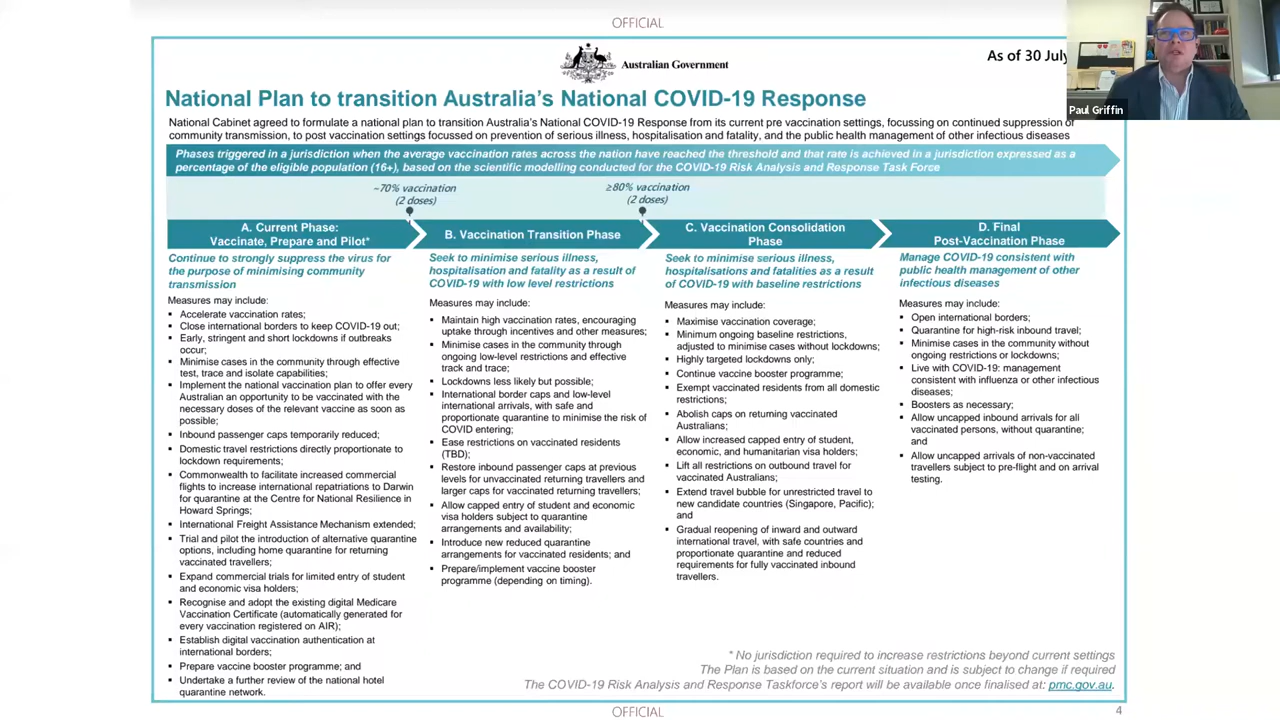 OFFICIAL
Australian Government
As of 30 July
Paul Griffin
National Plan to transition Australia's National COVID-19 Response
National Cabinet agreed to formulate a national plan to transition Australia's National COVID-19 Response from its current pre vaccination settings, focussing on continued suppression of
community transmission, to post vaccination settings focussed on prevention of serious illness, hospitalisation and fatality, and the public health management of other infectious diseases
Phases triggered in a jurisdiction when the average vaccination rates across the nation have reached the threshold and that rate is achieved in a jurisdiction expressed as a
percentage of the eligible population (16+), based on the scientific modelling conducted for the COVID-19 Risk Analysis and Response Task Force
~70% vaccination
(2 doses)
≥80% vaccination
(2 doses)
A. Current Phase:
Vaccinate, Prepare and Pilot*
Continue to strongly suppress the virus for
the purpose of minimising community
transmission
Measures may include:
▪ Accelerate vaccination rates;
▪ Close international borders to keep COVID-19 out;
▪ Early, stringent and short lockdowns if outbreaks
occur;
▪ Minimise cases in the community through effective
test, trace and isolate capabilities;
▪ Implement the national vaccination plan to offer every
Australian an opportunity to be vaccinated with the
necessary doses of the relevant vaccine as soon as
possible;
▪ Inbound passenger caps temporarily reduced;
▪ Domestic travel restrictions directly proportionate to
lockdown requirements;
▪ Commonwealth to facilitate increased commercial
flights to increase international repatriations to Darwin
for quarantine at the Centre for National Resilience in
Howard Springs;
▪ International Freight Assistance Mechanism extended;
▪ Trial and pilot the introduction of alternative quarantine
options, including home quarantine for returning
vaccinated travellers;
▪ Expand commercial trials for limited entry of student
and economic visa holders;
▪ Recognise and adopt the existing digital Medicare
Vaccination Certificate (automatically generated for
every vaccination registered on AIR);
▪ Establish digital vaccination authentication at
international borders;
▪ Prepare vaccine booster programme; and
▪ Undertake a further review of the national hotel
quarantine network.
B. Vaccination Transition Phase
Seek to minimise serious illness,
hospitalisation and fatality as a result of
COVID-19 with low level restrictions
Measures may include:
▪ Maintain high vaccination rates, encouraging
uptake through incentives and other measures;
▪ Minimise cases in the community through
ongoing low-level restrictions and effective
track and trace;
▪ Lockdowns less likely but possible;
▪ International border caps and low-level
international arrivals, with safe and
proportionate quarantine to minimise the risk of
COVID entering;
▪ Ease restrictions on vaccinated residents
(TBD);
▪ Restore inbound passenger caps at previous
levels for unvaccinated returning travellers and
larger caps for vaccinated returning travellers;
▪ Allow capped entry of student and economic
visa holders subject to quarantine
arrangements and availability;
▪ Introduce new reduced quarantine
arrangements for vaccinated residents; and
▪ Prepare/implement vaccine booster
programme (depending on timing).
C. Vaccination Consolidation
Phase
Seek to minimise serious illness,
hospitalisations and fatalities as a result
of COVID-19 with baseline restrictions
Measures may include:
▪ Maximise vaccination coverage;
▪ Minimum ongoing baseline restrictions,
adjusted to minimise cases without lockdowns;
▪ Highly targeted lockdowns only;
▪ Continue vaccine booster programme;
▪ Exempt vaccinated residents from all domestic
restrictions;
▪ Abolish caps on returning vaccinated
Australians;
▪ Allow increased capped entry of student,
economic, and humanitarian visa holders;
▪ Lift all restrictions on outbound travel for
vaccinated Australians;
▪ Extend travel bubble for unrestricted travel to
new candidate countries (Singapore, Pacific);
and
▪ Gradual reopening of inward and outward
international travel, with safe countries and
proportionate quarantine and reduced
requirements for fully vaccinated inbound
travellers.
D. Final
Post-Vaccination Phase
Manage COVID-19 consistent with
public health management of other
infectious diseases
Measures may include:
▪ Open international borders;
▪ Quarantine for high-risk inbound travel;
▪ Minimise cases in the community without
ongoing restrictions or lockdowns;
▪ Live with COVID-19: management
consistent with influenza or other infectious
diseases;
▪ Boosters as necessary;
▪ Allow uncapped inbound arrivals for all
vaccinated persons, without quarantine;
and
▪ Allow uncapped arrivals of non-vaccinated
travellers subject to pre-flight and on arrival
testing.
* No jurisdiction required to increase restrictions beyond current settings
The Plan is based on the current situation and is subject to change if required
The COVID-19 Risk Analysis and Response Taskforce's report will be available once finalised at: pmc.gov.au.
OFFICIAL
4